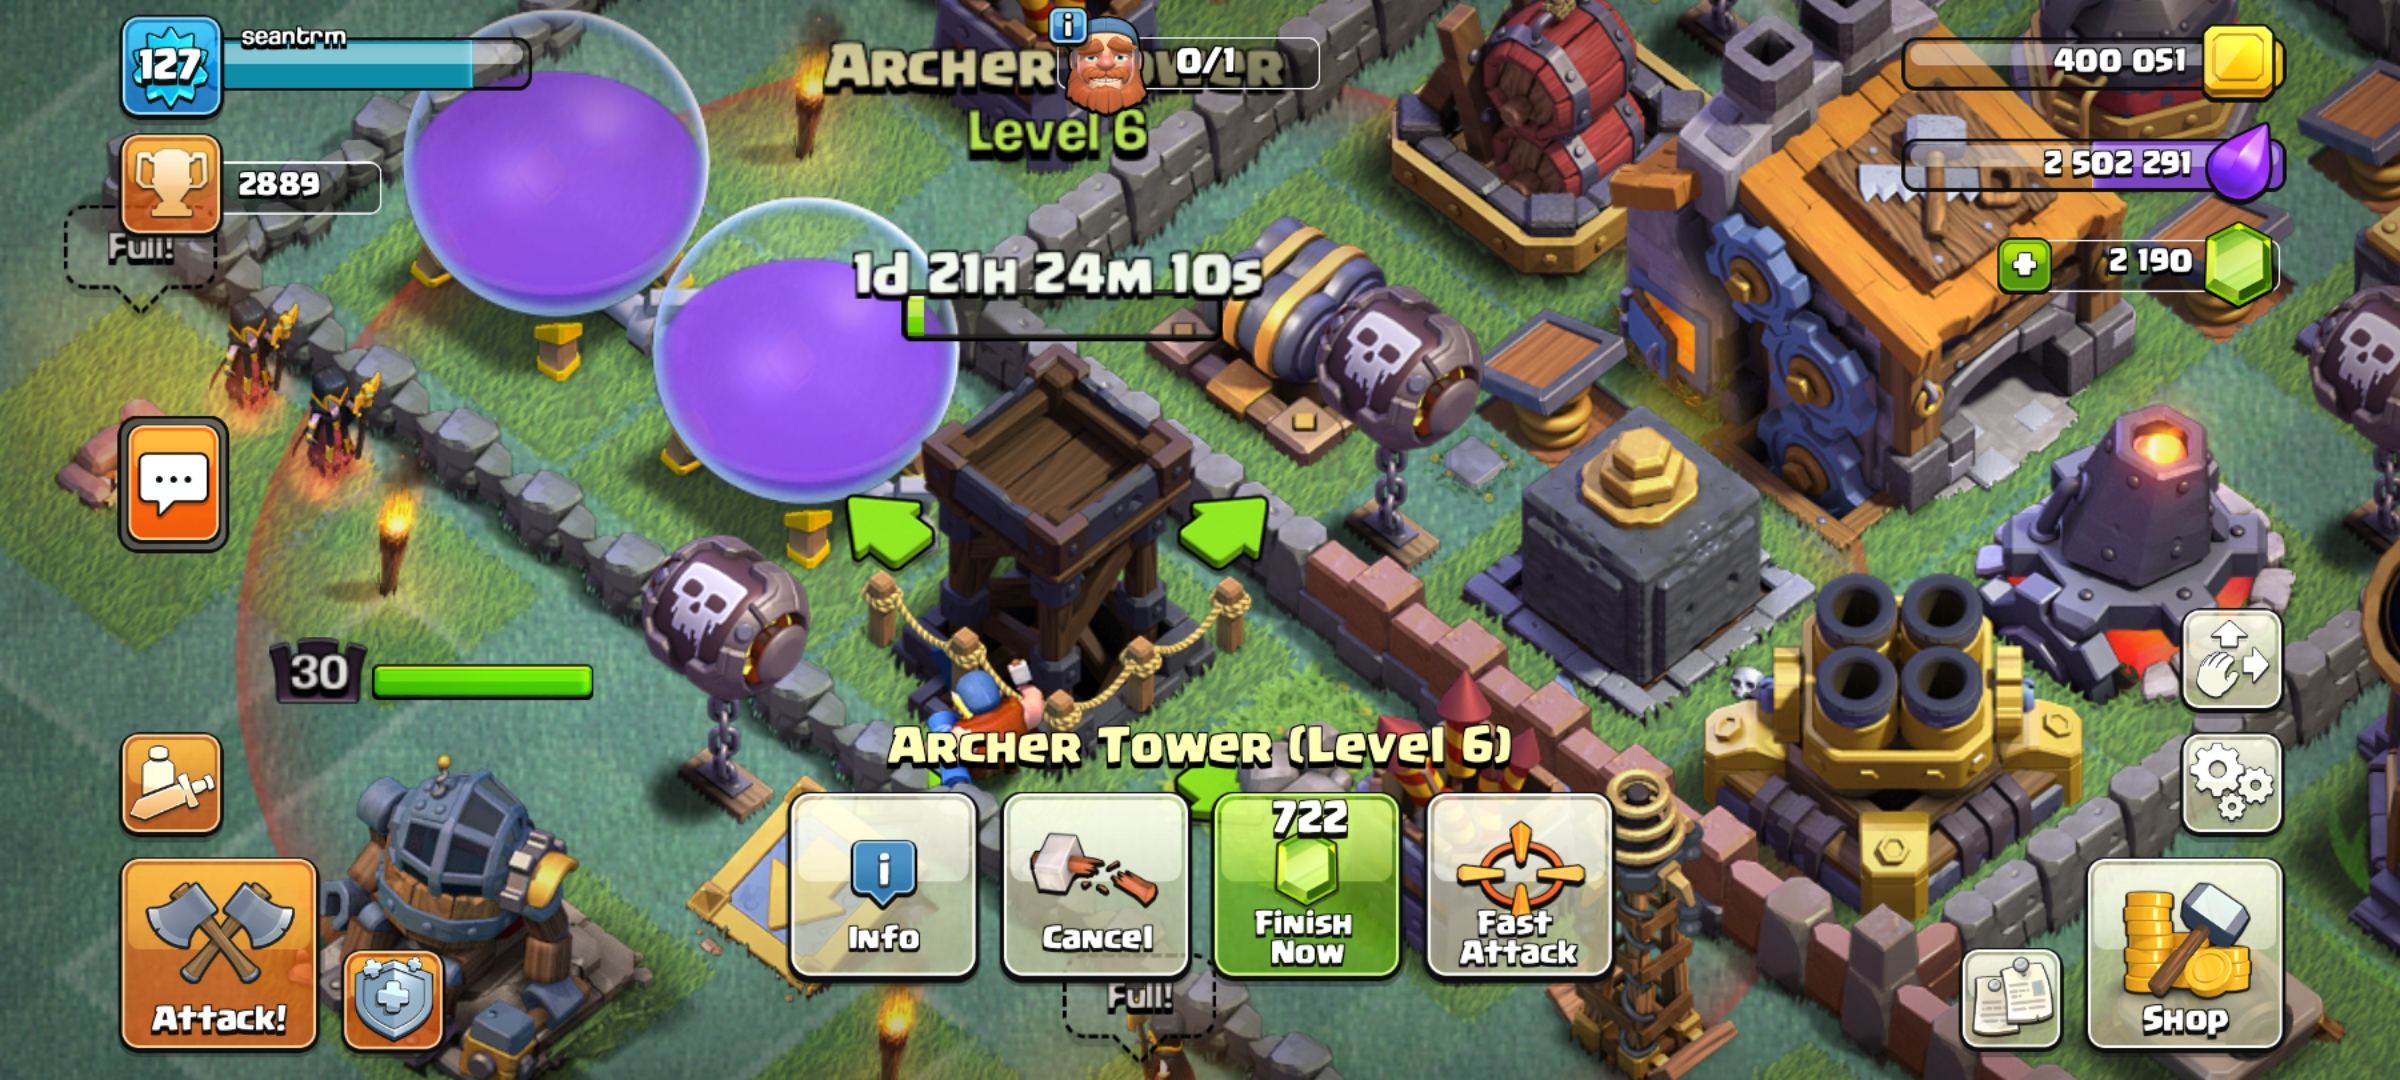 127
seantrm
Archer Tower
0/1
400 051
Level 6
2889
2 502 291
Full!
1d 21H 24M 10s
2 190
30
Archer Tower (Level 6)
722
Info
Cancel
Finish
Now
Fast
Attack
Full!
Attack!
Shop